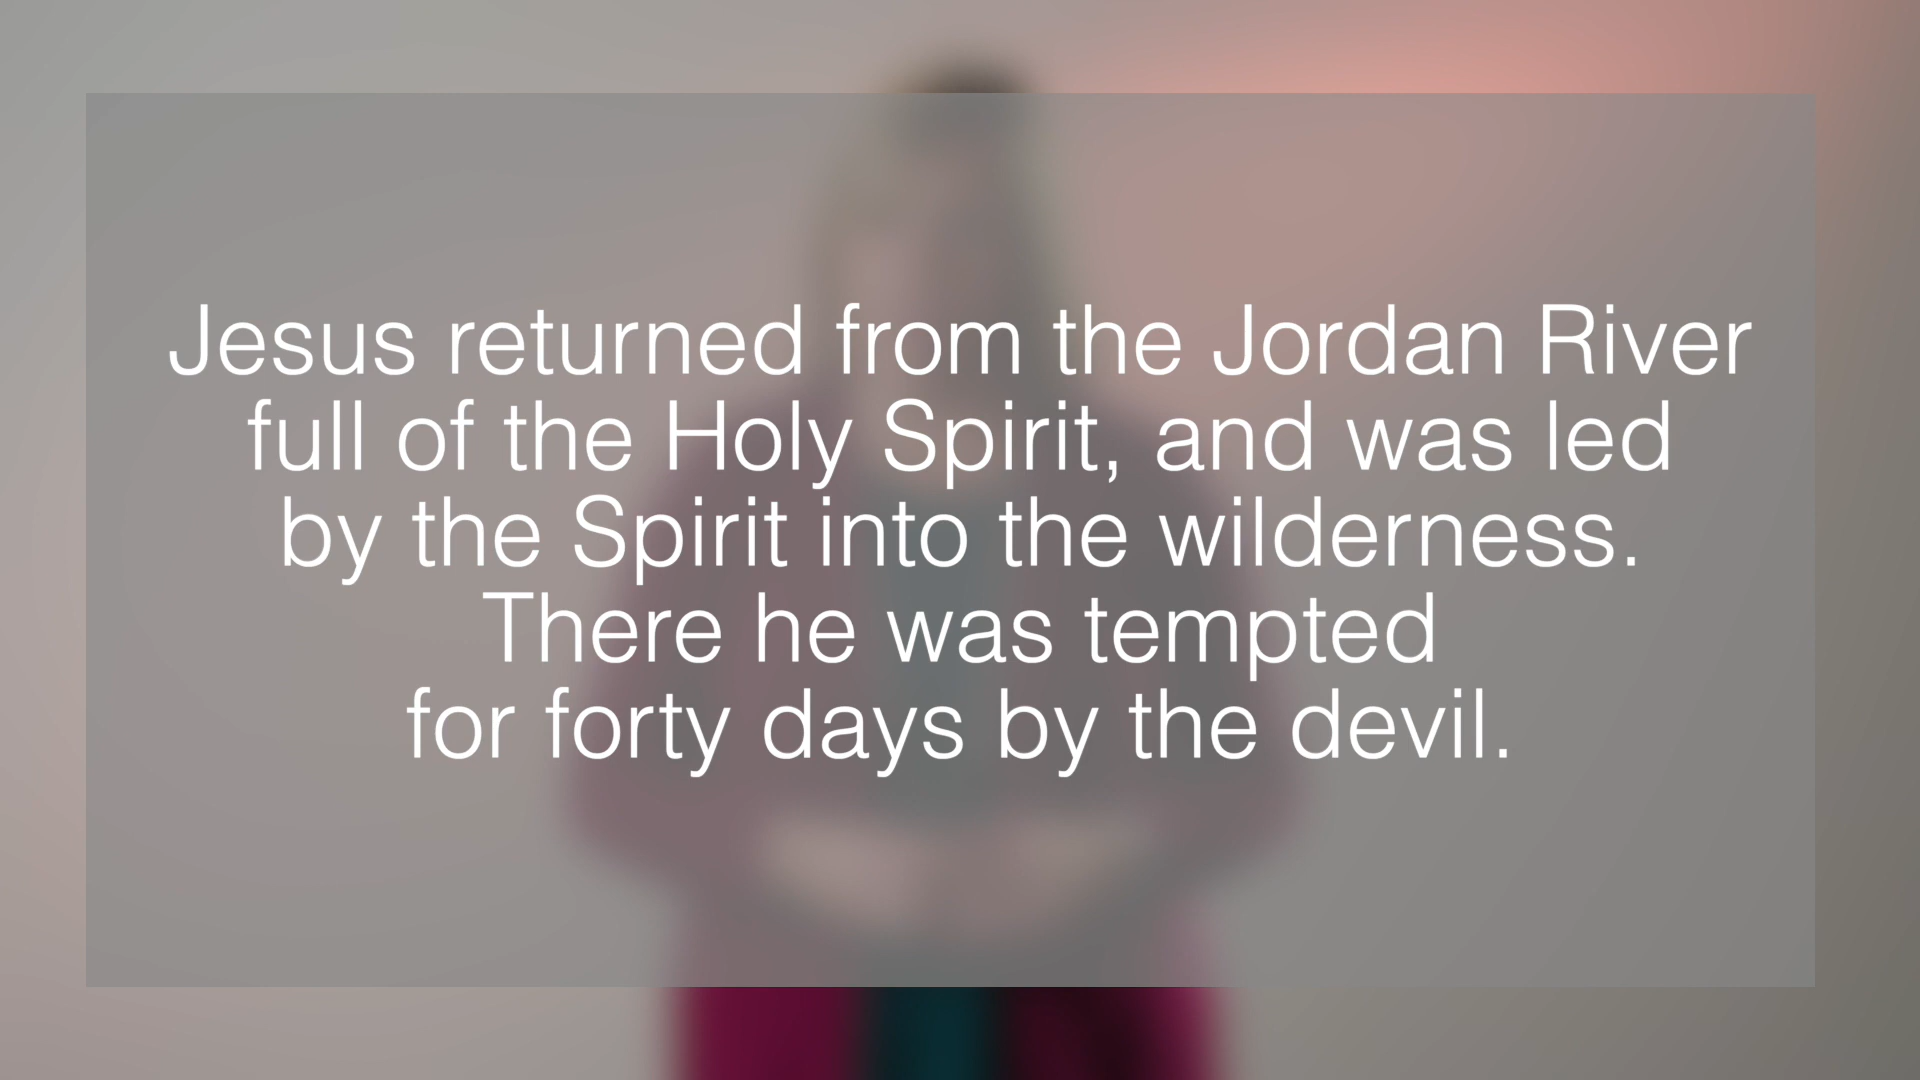 Jesus returned from the Jordan River
full of the Holy Spirit, and was led
by the Spirit into the wilderness.
There he was tempted
for forty days by the devil.